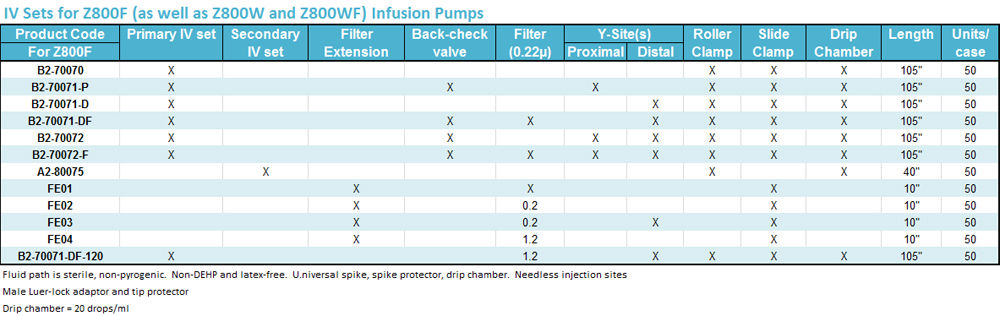 IV Sets for Z800F (as well as Z800W and Z800WF) Infusion Pumps
Product Code Primary IV set Secondary IV set Filter Extension Back-check valve Filter (0.22µ) Y-Site(s) Roller Clamp Slide Clamp Drip Chamber Length Units/ case
For Z800F Proximal Distal
B2-70070 X X X X 105" 50
B2-70071-P X X X X X X 105" 50
B2-70071-D X X X X X 105" 50
B2-70071-DF X X X X X X X 105" 50
B2-70072 X X X X X X X 105" 50
B2-70072-F X X X X X X X X 105" 50
A2-80075 X X X 40" 50
FE01 X X X 10" 50
FE02 X 0.2 X 10" 50
FE03 X 0.2 X X 10" 50
FE04 X 1.2 X 10" 50
B2-70071-DF-120 X 1.2 X X X X 105" 50
Fluid path is sterile, non-pyrogenic. Non-DEHP and latex-free. U.niversal spike, spike protector, drip chamber. Needless injection sites
Male Luer-lock adaptor and tip protector
Drip chamber = 20 drops/ml